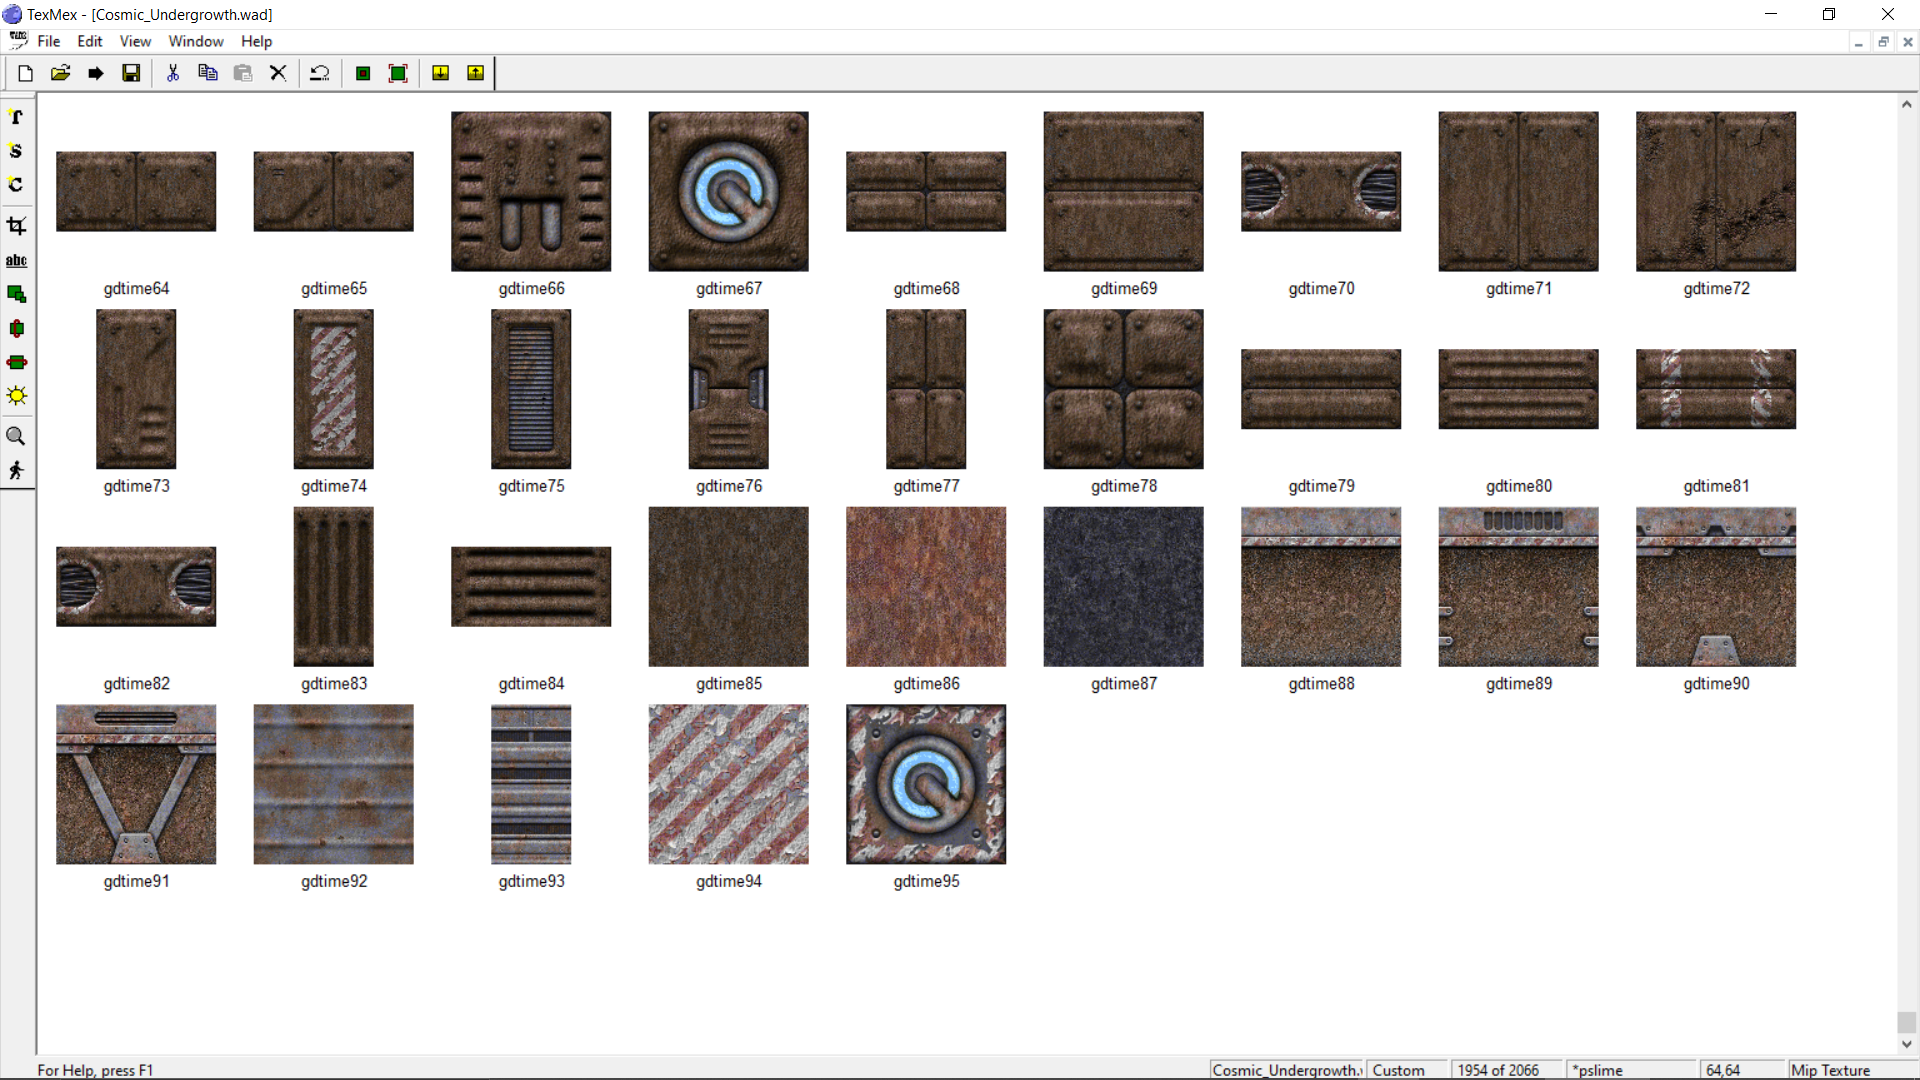 TexMex - [Cosmic_Undergrowth.wad]
File Edit View Window Help
T
S
C
abc
gdtime64 gdtime65 gdtime66 gdtime67 gdtime68 gdtime69 gdtime70 gdtime71 gdtime72
gdtime73 gdtime74 gdtime75 gdtime76 gdtime77 gdtime78 gdtime79 gdtime80 gdtime81
gdtime82 gdtime83 gdtime84 gdtime85 gdtime86 gdtime87 gdtime88 gdtime89 gdtime90
gdtime91 gdtime92 gdtime93 gdtime94 gdtime95
For Help, press F1 Cosmic_Undergrowth. Custom 1954 of 2066 *pslime 64,64 Mip Texture